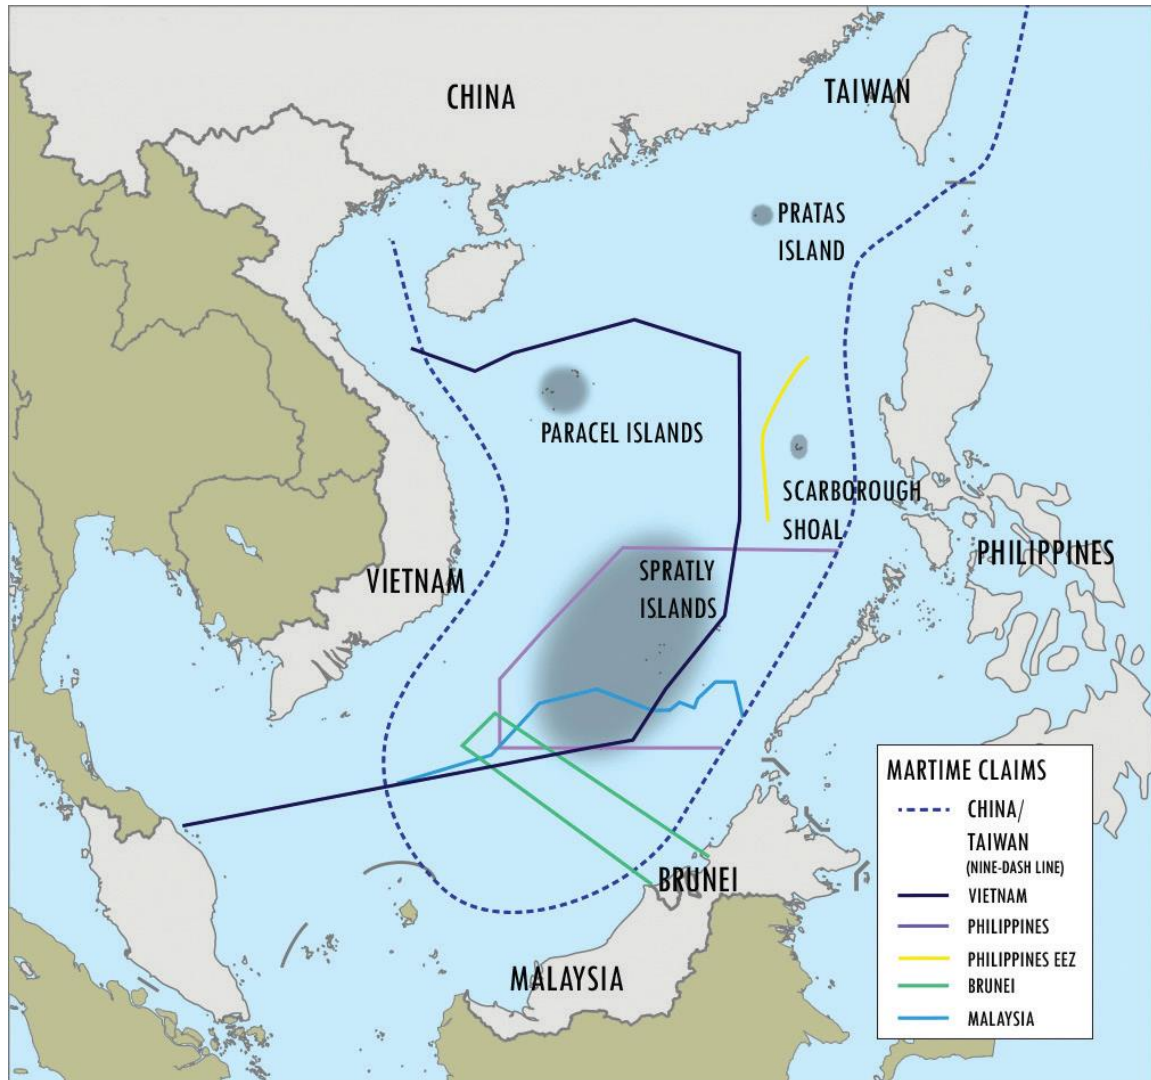 CHINA
TAIWAN
PRATAS
ISLAND
PARACEL ISLANDS
SCARBOROUGH
SHOAL
SPRATLY
ISLANDS
PHILIPPINES
VIETNAM
BRUNEI
MALAYSIA
MARTIME CLAIMS
CHINA/
TAIWAN
(NINE-DASH LINE)
VIETNAM
PHILIPPINES
PHILIPPINES EEZ
BRUNEI
MALAYSIA